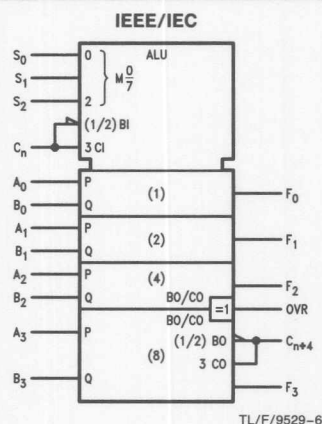 IEEE/IEC
S0 0 ALU
S1 M 0/7
S2 2
(1/2) BI
Cn 3 CI
A0 P (1) F0
B0 Q
A1 P (2) F1
B1 Q
A2 P (4) F2
B2 Q BO/CO =1 OVR
BO/CO
(1/2) BO Cn+4
A3 P (8)
3 CO
B3 Q F3
TL/F/9529-6